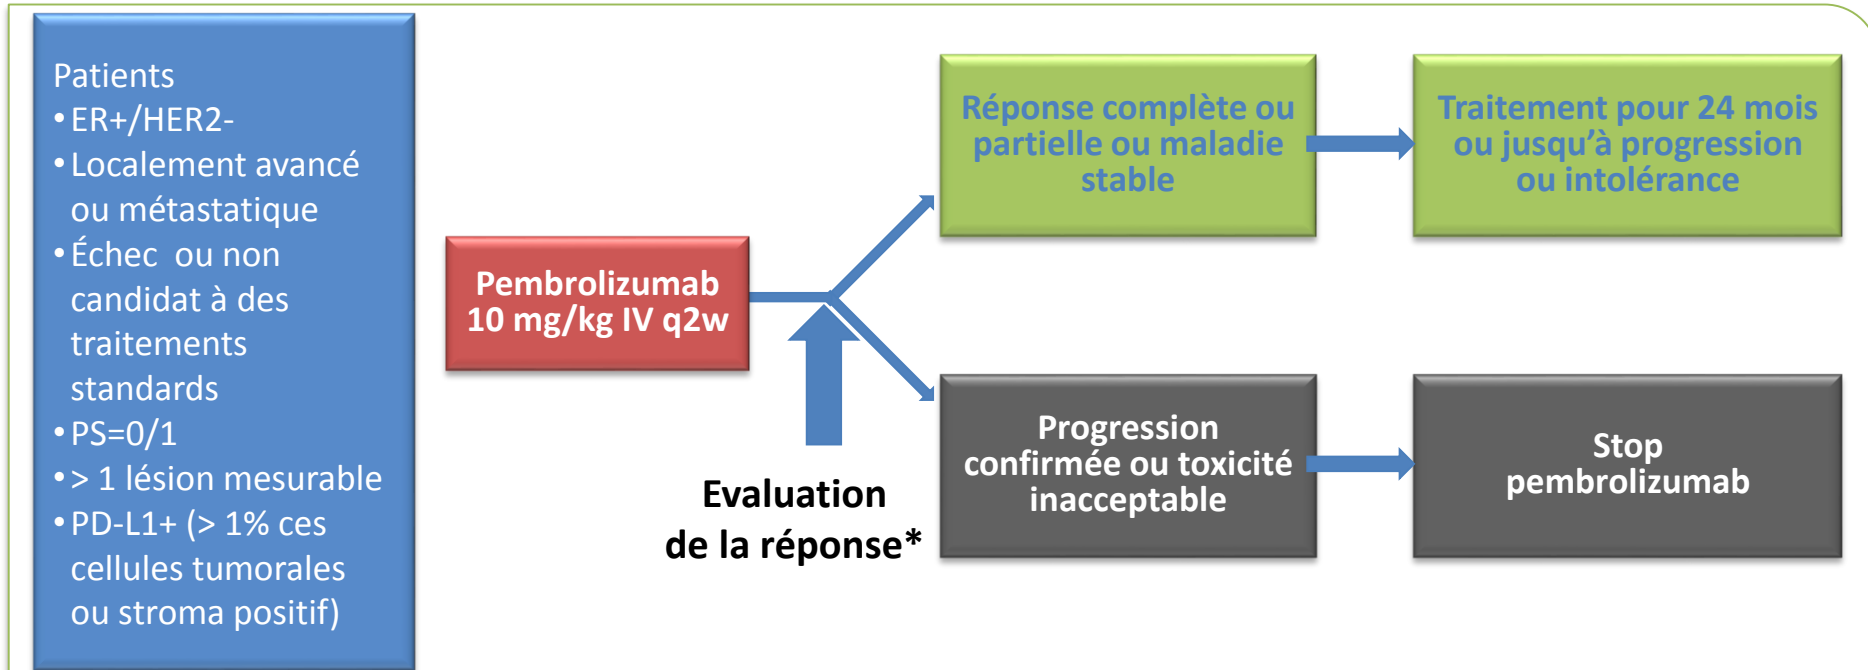 Patients
•ER+/HER2-
•Localement avancé
ou métastatique
•Échec ou non
candidat à des
traitements
standards
•PS=0/1
•> 1 lésion mesurable
•PD-L1+ (> 1% ces
cellules tumorales
ou stroma positif)
Pembrolizumab
10 mg/kg IV q2w
Evaluation
de la réponse*
Réponse complète ou
partielle ou maladie
stable
Traitement pour 24 mois
ou jusqu’à progression
ou intolérance
Progression
confirmée ou toxicité
inacceptable
Stop
pembrolizumab